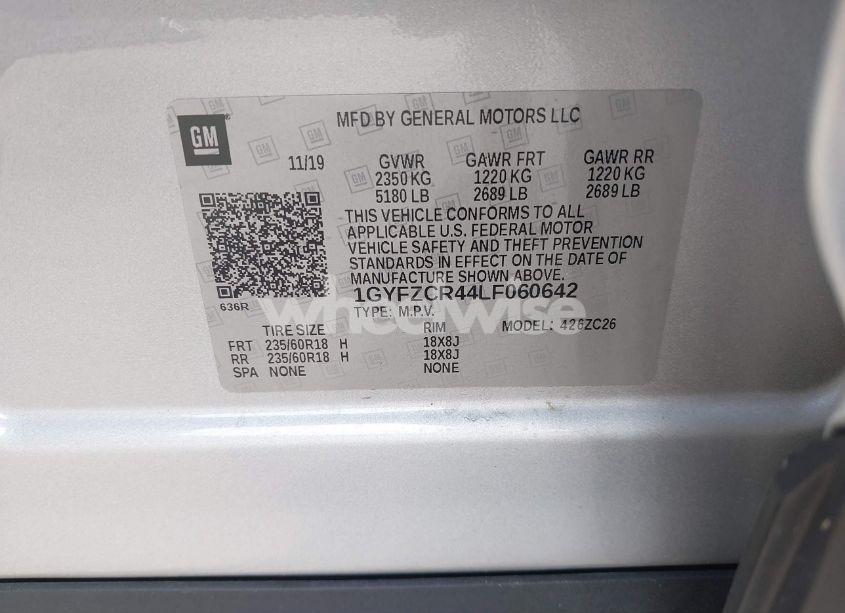 GM
MFD BY GENERAL MOTORS LLC
11/19 GVWR GAWR FRT GAWR RR
2350 KG 1220 KG 1220 KG
5180 LB 2689 LB 2689 LB
THIS VEHICLE CONFORMS TO ALL
APPLICABLE U.S. FEDERAL MOTOR
VEHICLE SAFETY AND THEFT PREVENTION
STANDARDS IN EFFECT ON THE DATE OF
MANUFACTURE SHOWN ABOVE.
636R
1GYFZCR44LF060642
wheelwise
TYPE: M.P.V. MODEL: 426ZC26
TIRE SIZE RIM
FRT 235/60R18 H 18X8J
RR 235/60R18 H 18X8J
SPA NONE NONE